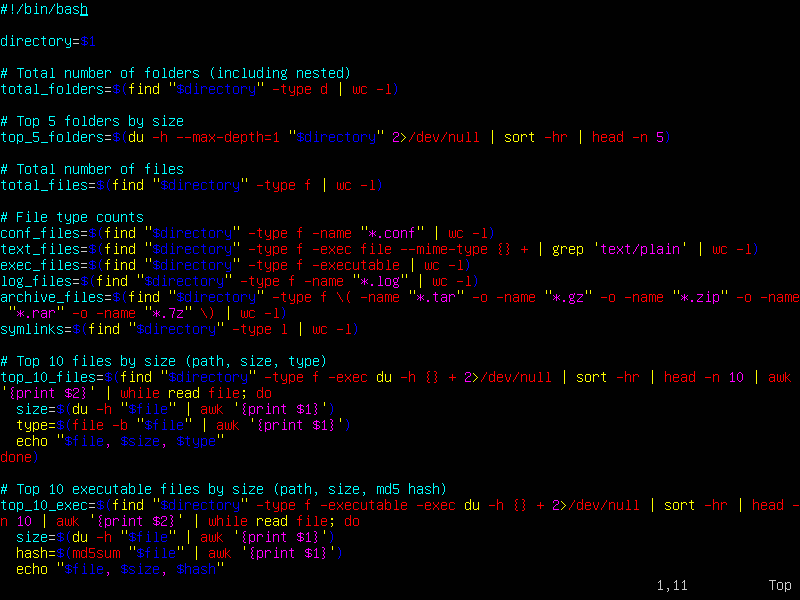 #!/bin/bash
directory=$1
# Total number of folders (including nested)
total_folders=$(find "$directory" -type d | wc -l)
# Top 5 folders by size
top_5_folders=$(du -h --max-depth=1 "$directory" 2>/dev/null | sort -hr | head -n 5)
# Total number of files
total_files=$(find "$directory" -type f | wc -l)
# File type counts
conf_files=$(find "$directory" -type f -name "*.conf" | wc -l)
text_files=$(find "$directory" -type f -exec file --mime-type {} + | grep 'text/plain' | wc -l)
exec_files=$(find "$directory" -type f -executable | wc -l)
log_files=$(find "$directory" -type f -name "*.log" | wc -l)
archive_files=$(find "$directory" -type f \( -name "*.tar" -o -name "*.gz" -o -name "*.zip" -o -name
 "*.rar" -o -name "*.7z" \) | wc -l)
symlinks=$(find "$directory" -type l | wc -l)
# Top 10 files by size (path, size, type)
top_10_files=$(find "$directory" -type f -exec du -h {} + 2>/dev/null | sort -hr | head -n 10 | awk
'{print $2}' | while read file; do
  size=$(du -h "$file" | awk '{print $1}')
  type=$(file -b "$file" | awk '{print $1}')
  echo "$file, $size, $type"
done)
# Top 10 executable files by size (path, size, md5 hash)
top_10_exec=$(find "$directory" -type f -executable -exec du -h {} + 2>/dev/null | sort -hr | head -
n 10 | awk '{print $2}' | while read file; do
  size=$(du -h "$file" | awk '{print $1}')
  hash=$(md5sum "$file" | awk '{print $1}')
  echo "$file, $size, $hash"
1,11 Top